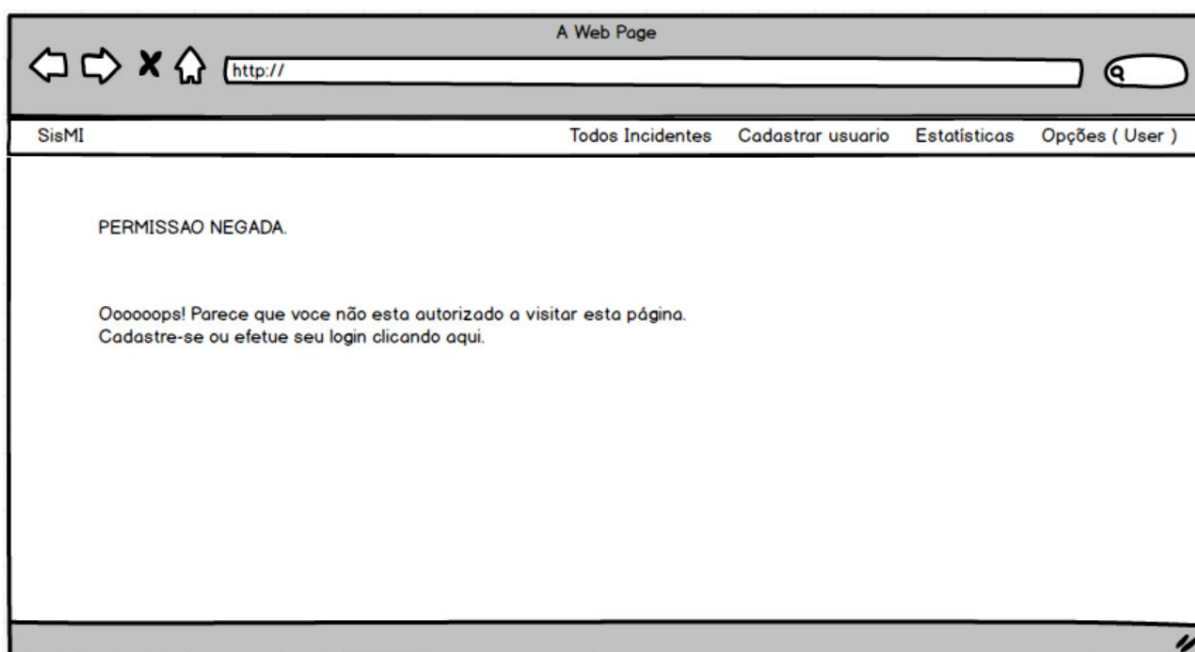 A Web Page
http://
SisMI Todos Incidentes Cadastrar usuario Estatísticas Opções ( User )
PERMISSAO NEGADA.
Oooooops! Parece que voce não esta autorizado a visitar esta página.
Cadastre-se ou efetue seu login clicando aqui.